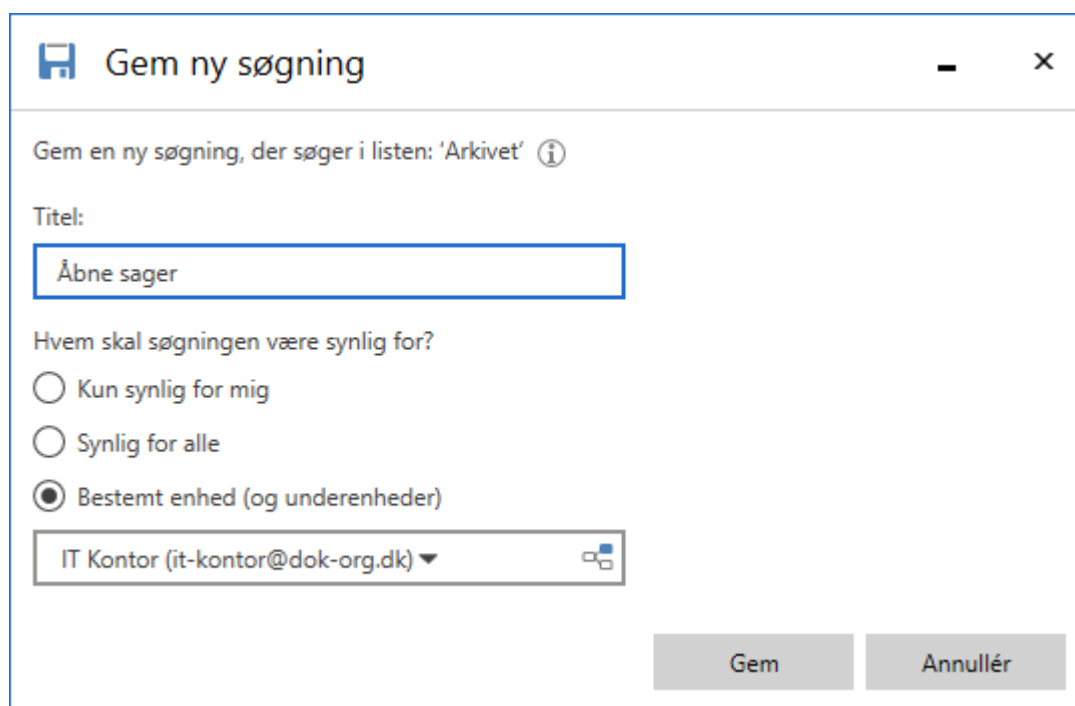 Gem ny søgning
Gem en ny søgning, der søger i listen: ‘Arkivet’
Titel:
Åbne sager
Hvem skal søgningen være synlig for?
Kun synlig for mig
Synlig for alle
Bestemt enhed (og underenheder)
IT Kontor (it-kontor@dok-org.dk)
Gem Annullér